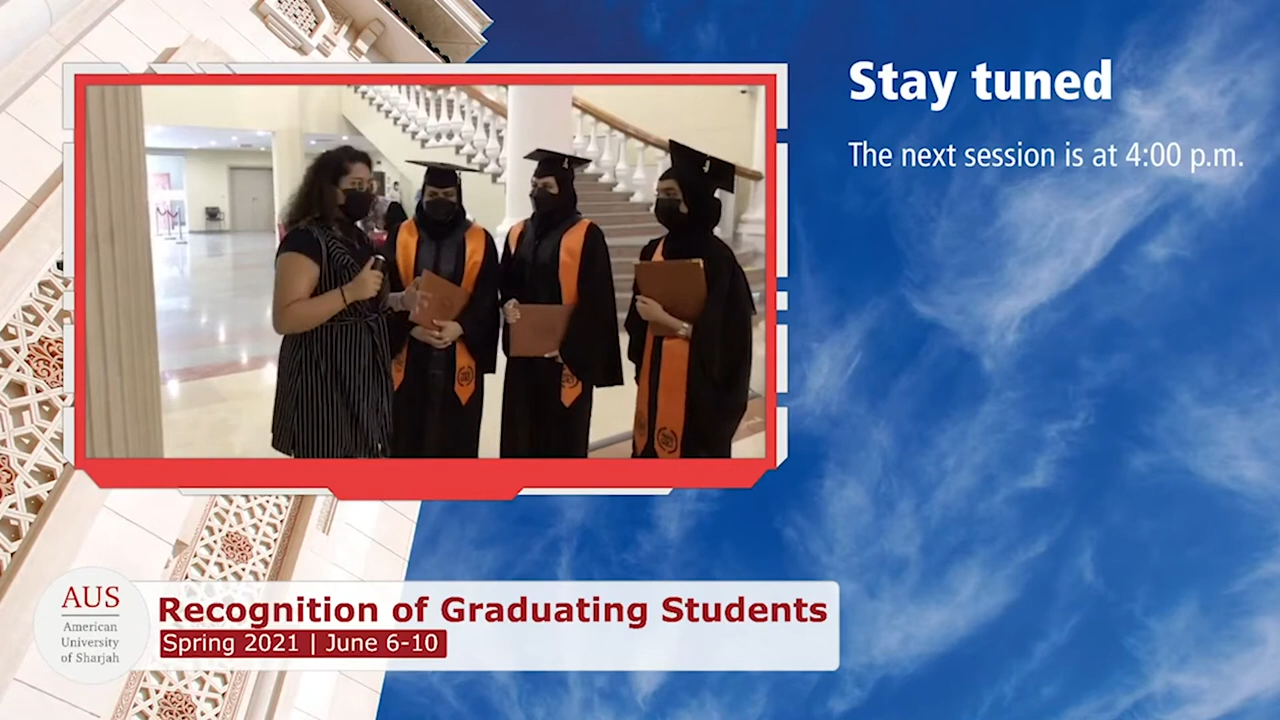 Stay tuned
The next session is at 4:00 p.m.
AUS
American
University
of Sharjah
Recognition of Graduating Students
Spring 2021 | June 6-10